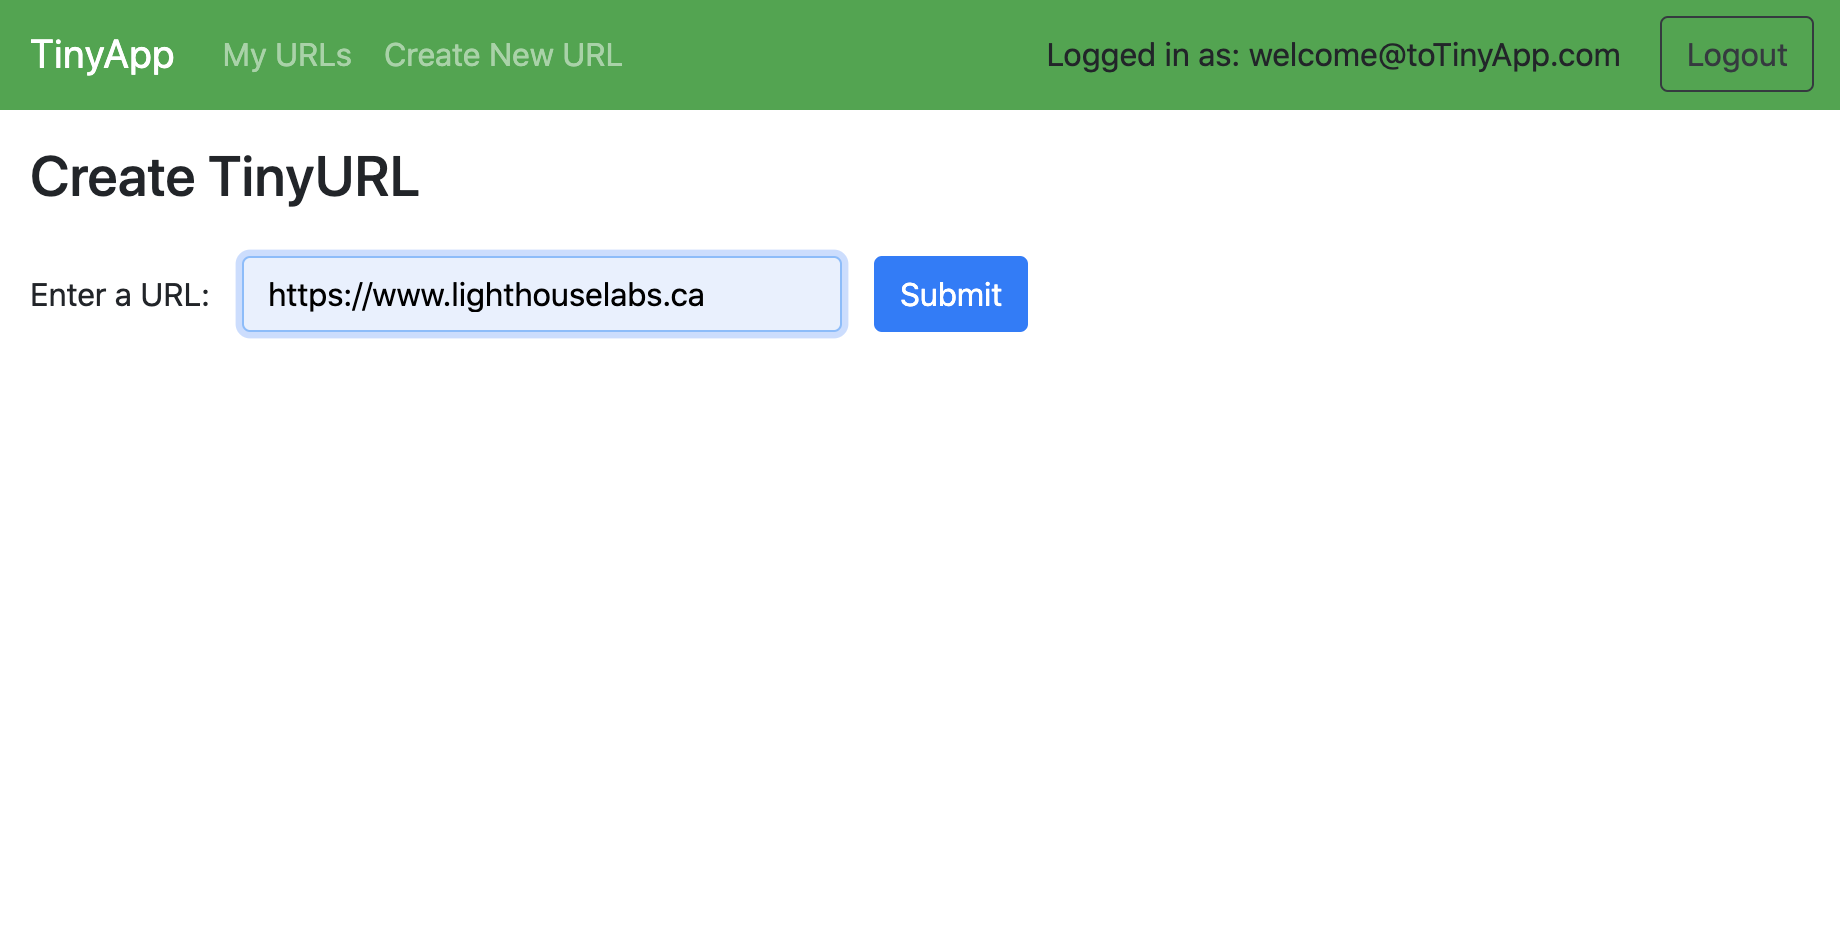 TinyApp My URLs Create New URL Logged in as: welcome@toTinyApp.com Logout
Create TinyURL
Enter a URL: https://www.lighthouselabs.ca Submit